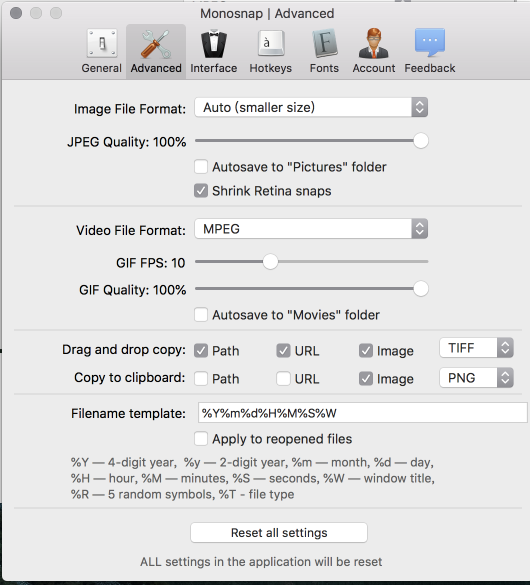 Monosnap | Advanced
General Advanced Interface Hotkeys Fonts Account Feedback
Image File Format: Auto (smaller size)
JPEG Quality: 100%
Autosave to "Pictures" folder
Shrink Retina snaps
Video File Format: MPEG
GIF FPS: 10
GIF Quality: 100%
Autosave to "Movies" folder
Drag and drop copy: Path URL Image TIFF
Copy to clipboard: Path URL Image PNG
Filename template: %Y%m%d%H%M%S%W
Apply to reopened files
%Y — 4-digit year, %y — 2-digit year, %m — month, %d — day,
%H — hour, %M — minutes, %S — seconds, %W — window title,
%R — 5 random symbols, %T - file type
Reset all settings
ALL settings in the application will be reset